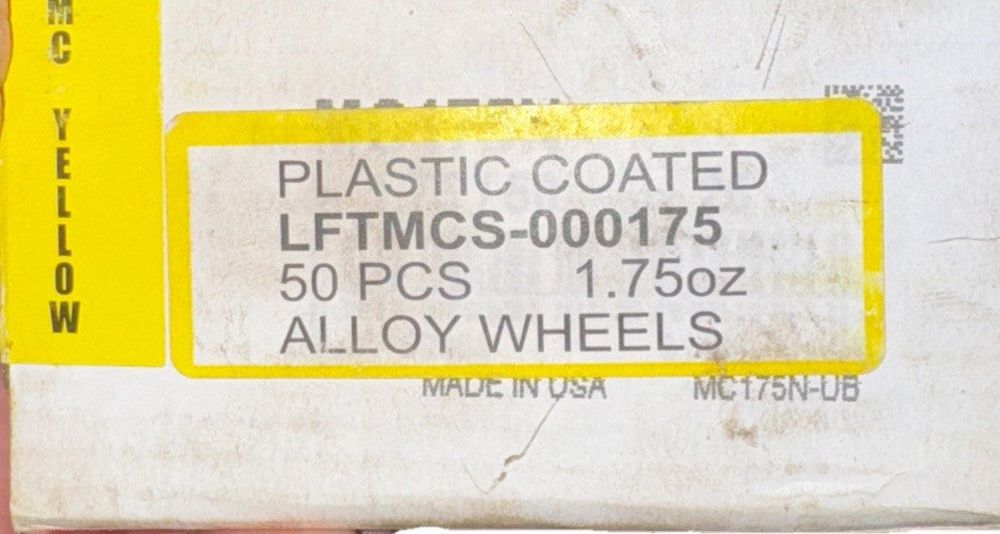 MC YELLOW
PLASTIC COATED
LFTMCS-000175
50 PCS 1.75oz
ALLOY WHEELS
MADE IN USA MC175N-UB